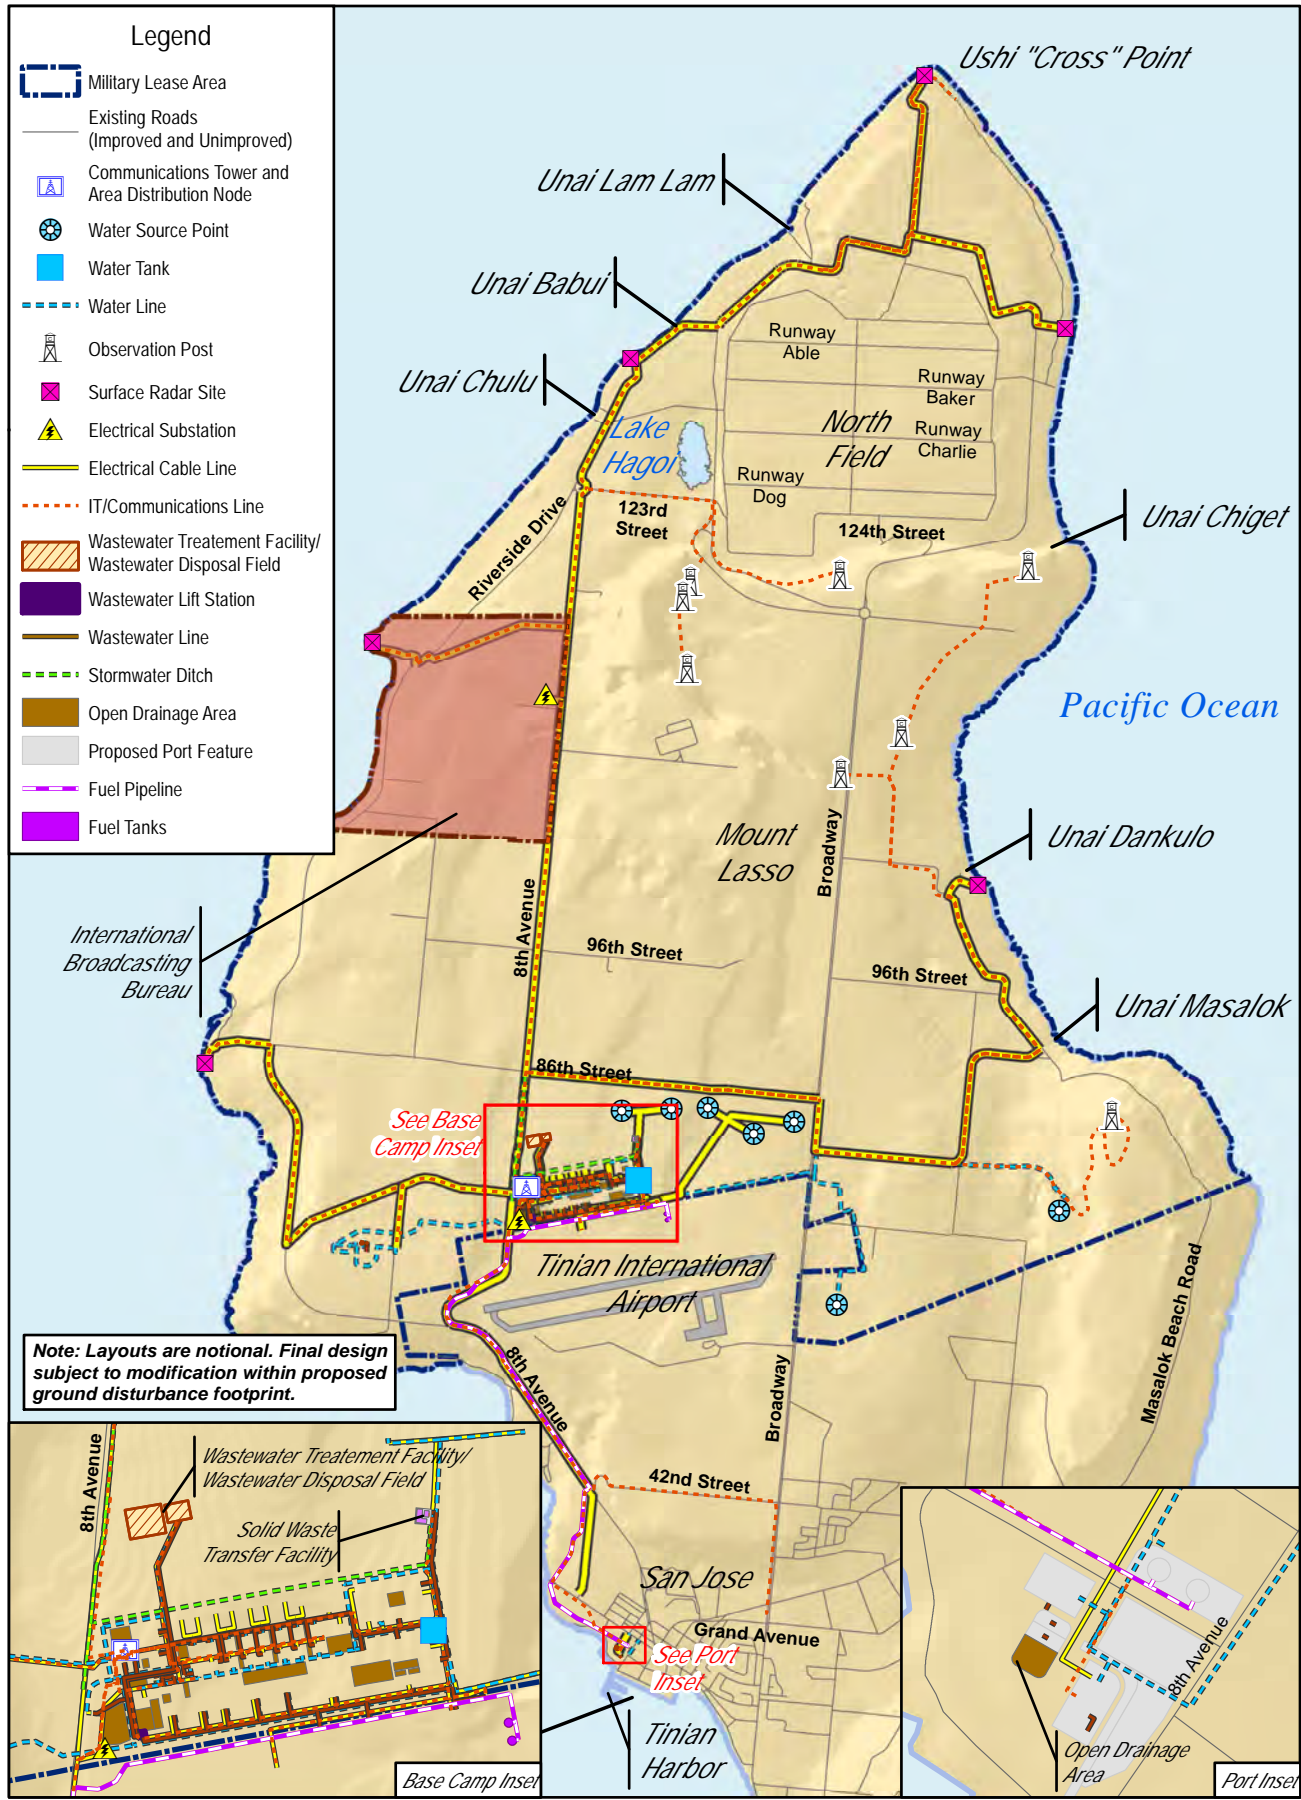 Legend
Military Lease Area
Existing Roads
(Improved and Unimproved)
Communications Tower and
Area Distribution Node
Water Source Point
Water Tank
Water Line
Observation Post
Surface Radar Site
Electrical Substation
Electrical Cable Line
IT/Communications Line
Wastewater Treatement Facility/
Wastewater Disposal Field
Wastewater Lift Station
Wastewater Line
Stormwater Ditch
Open Drainage Area
Proposed Port Feature
Fuel Pipeline
Fuel Tanks
Ushi "Cross" Point
Unai Lam Lam
Unai Babui
Unai Chulu
Lake
Hagoi
Runway
Able
Runway
Baker
North
Field
Runway
Charlie
Runway
Dog
123rd
Street
124th Street
Riverside Drive
Unai Chiget
Pacific Ocean
Mount
Lasso
Broadway
Unai Dankulo
International
Broadcasting
Bureau
8th Avenue
96th Street
96th Street
Unai Masalok
86th Street
See Base
Camp Inset
Tinian International
Airport
Masalok Beach Road
Note: Layouts are notional. Final design
subject to modification within proposed
ground disturbance footprint.
8th Avenue
Broadway
42nd Street
San Jose
Grand Avenue
See Port
Inset
Tinian
Harbor
8th Avenue
Wastewater Treatement Facility/
Wastewater Disposal Field
Solid Waste
Transfer Facility
Base Camp Inset
8th Avenue
Open Drainage
Area
Port Inset